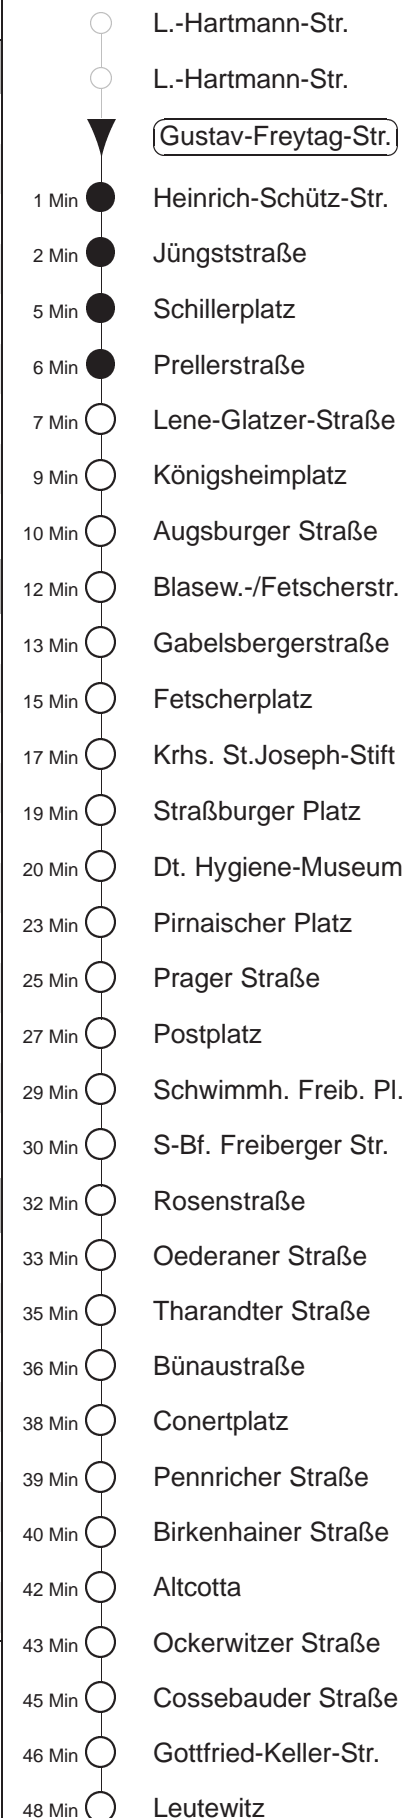 L.-Hartmann-Str.
L.-Hartmann-Str.
Gustav-Freytag-Str.
1 Min Heinrich-Schütz-Str.
2 Min Jüngststraße
5 Min Schillerplatz
6 Min Prellerstraße
7 Min Lene-Glatzer-Straße
9 Min Königsheimplatz
10 Min Augsburger Straße
12 Min Blasew.-/Fetscherstr.
13 Min Gabelsbergerstraße
15 Min Fetscherplatz
17 Min Krhs. St.Joseph-Stift
19 Min Straßburger Platz
20 Min Dt. Hygiene-Museum
23 Min Pirnaischer Platz
25 Min Prager Straße
27 Min Postplatz
29 Min Schwimmh. Freib. Pl.
30 Min S-Bf. Freiberger Str.
32 Min Rosenstraße
33 Min Oederaner Straße
35 Min Tharandter Straße
36 Min Bünaustraße
38 Min Conertplatz
39 Min Pennricher Straße
40 Min Birkenhainer Straße
42 Min Altcotta
43 Min Ockerwitzer Straße
45 Min Cossebauder Straße
46 Min Gottfried-Keller-Str.
48 Min Leutewitz